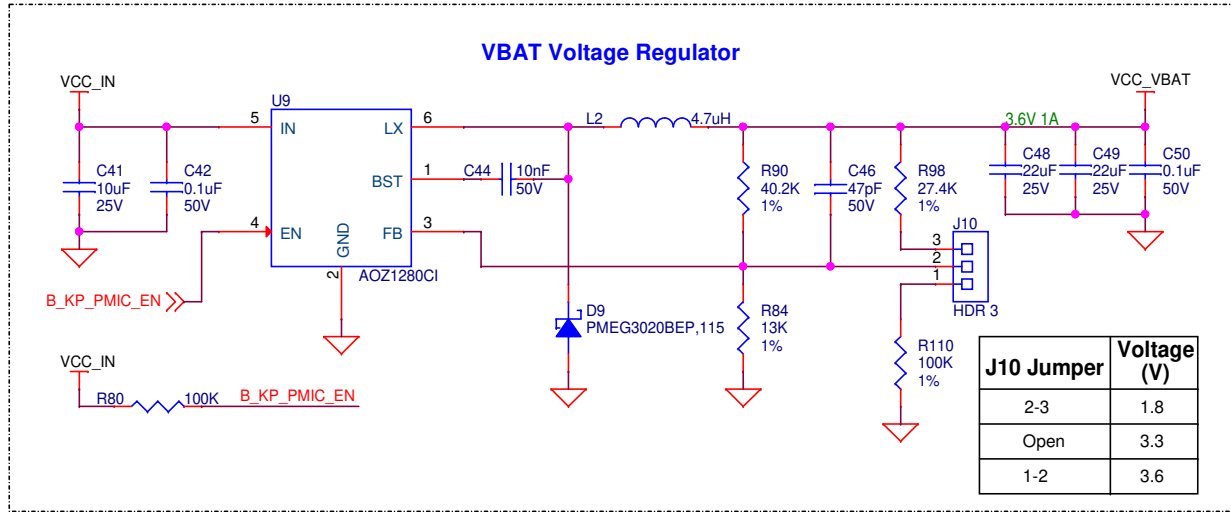 VBAT Voltage Regulator
VCC_IN
U9
5
IN
LX
6
C41
10uF
25V
C42
0.1uF
50V
1
BST
C44
10nF
50V
4
EN
GND
FB
3
2
AOZ1280CI
B_KP_PMIC_EN
L2
4.7uH
3.6V 1A
VCC_VBAT
R90
40.2K
1%
C46
47pF
50V
R98
27.4K
1%
C48
22uF
25V
C49
22uF
25V
C50
0.1uF
50V
J10
3
2
1
HDR 3
D9
PMEG3020BEP,115
R84
13K
1%
R110
100K
1%
VCC_IN
R80
100K
B_KP_PMIC_EN
J10 Jumper
Voltage
(V)
2-3
1.8
Open
3.3
1-2
3.6